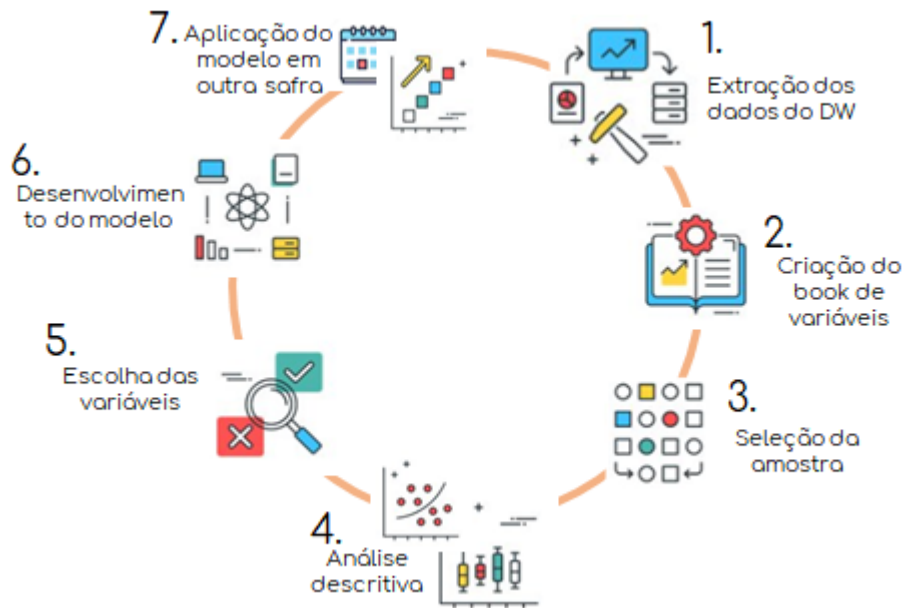 1.
Extração dos
dados do DW
2.
Criação do
book de
variáveis
3.
Seleção da
amostra
4.
Análise
descritiva
5.
Escolha das
variáveis
6.
Desenvolvimen
to do modelo
7. Aplicação do
modelo em
outra safra